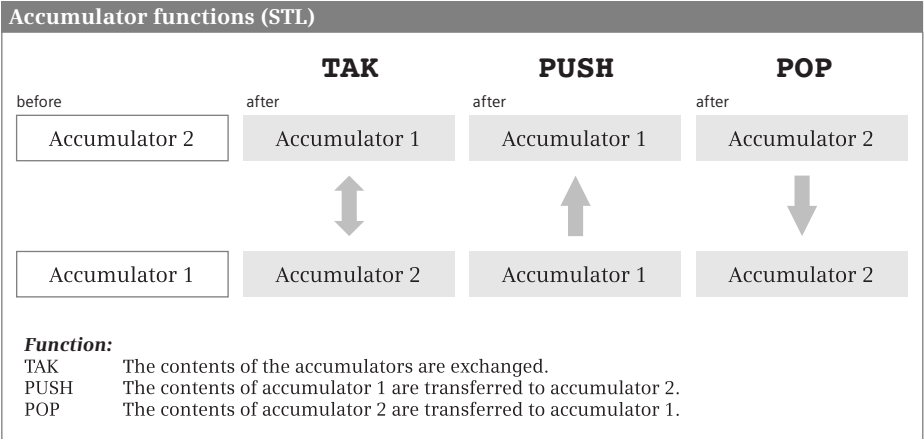 Accumulator functions (STL)
TAK PUSH POP
before after after after
Accumulator 2 Accumulator 1 Accumulator 1 Accumulator 2
Accumulator 1 Accumulator 2 Accumulator 1 Accumulator 2
Function:
TAK The contents of the accumulators are exchanged.
PUSH The contents of accumulator 1 are transferred to accumulator 2.
POP The contents of accumulator 2 are transferred to accumulator 1.